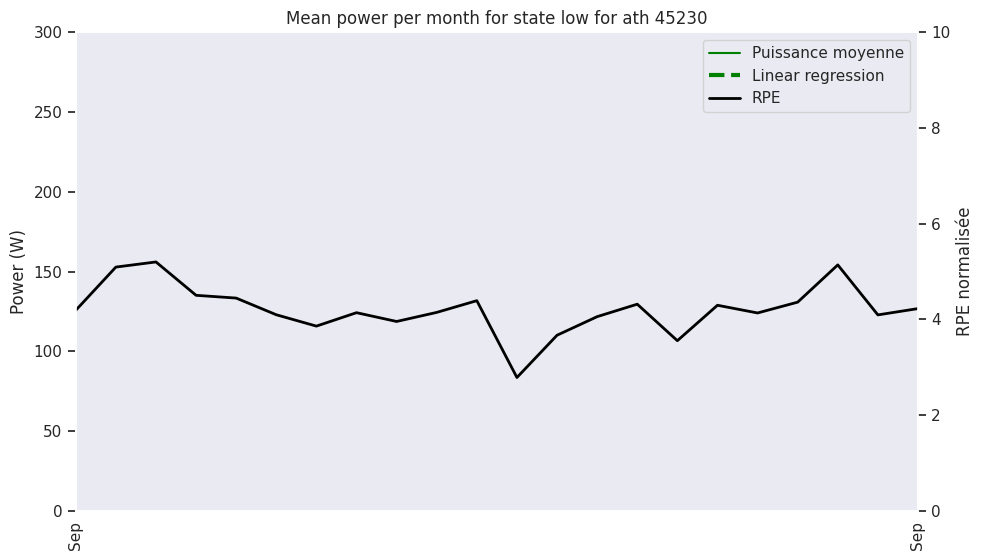 Mean power per month for state low for ath 45230
Puissance moyenne
Linear regression
RPE
Power (W)
300
250
200
150
100
50
0
10
8
6
4
2
0
RPE normalisée
Sep
Sep